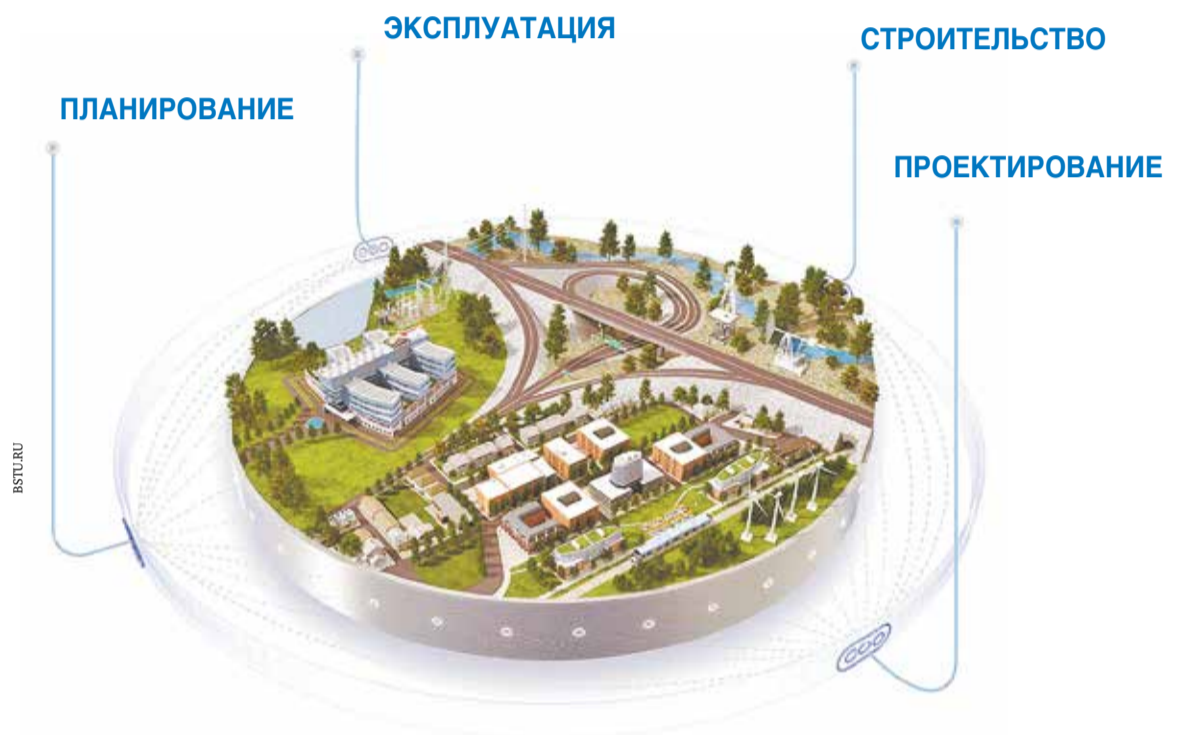 ЭКСПЛУАТАЦИЯ
СТРОИТЕЛЬСТВО
ПЛАНИРОВАНИЕ
ПРОЕКТИРОВАНИЕ
BSTU.RU